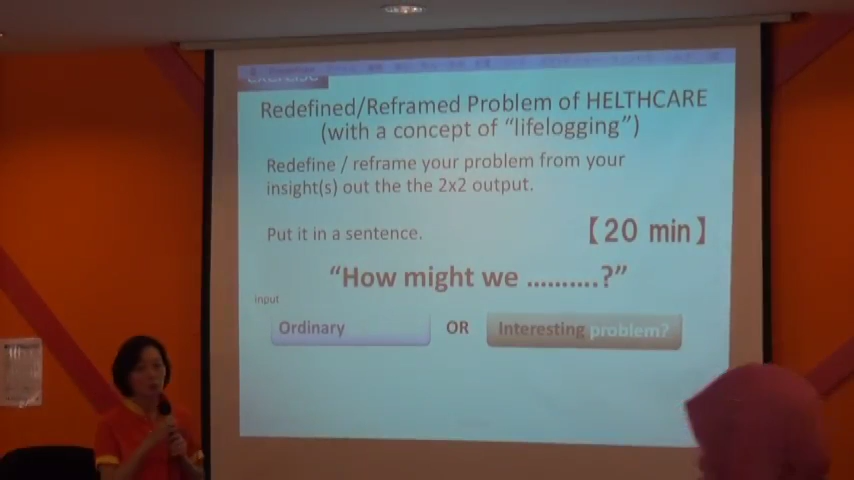 exercise
Redefined/Reframed Problem of HELTHCARE
(with a concept of “lifelogging”)
Redefine / reframe your problem from your
insight(s) out the the 2x2 output.
Put it in a sentence.
【20 min】
“How might we ..........?”
input
Ordinary
OR
Interesting problem?